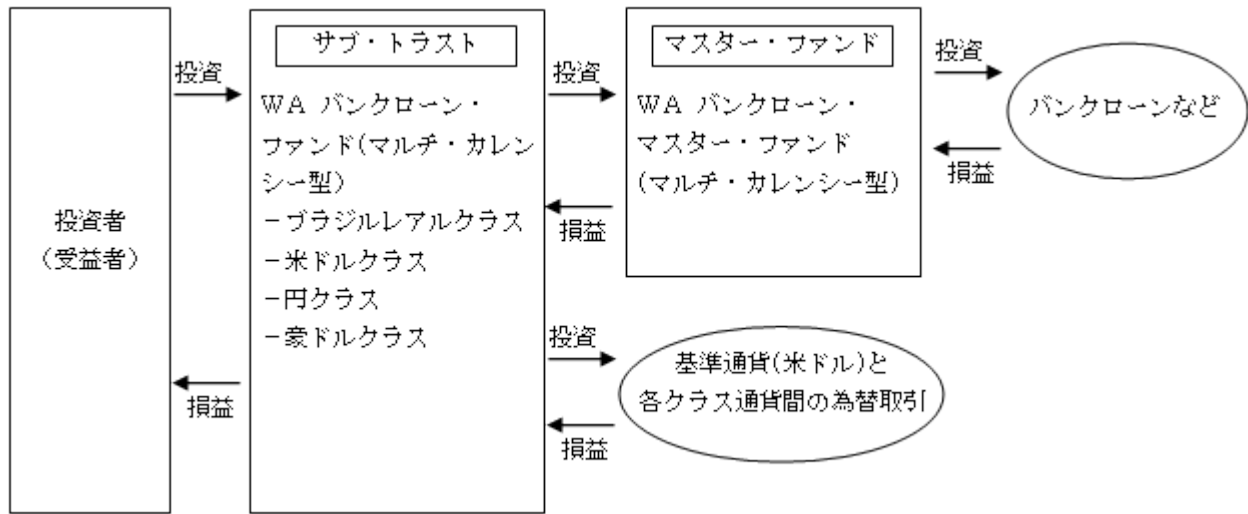 投資者
(受益者)
投資
損益
サブ・トラスト
WA バンクローン・
ファンド(マルチ・カレン
シー型)
－ブラジルレアルクラス
－米ドルクラス
－円クラス
－豪ドルクラス
投資
損益
マスター・ファンド
WA バンクローン・
マスター・ファンド
(マルチ・カレンシー型)
投資
損益
バンクローンなど
投資
損益
基準通貨(米ドル)と
各クラス通貨間の為替取引